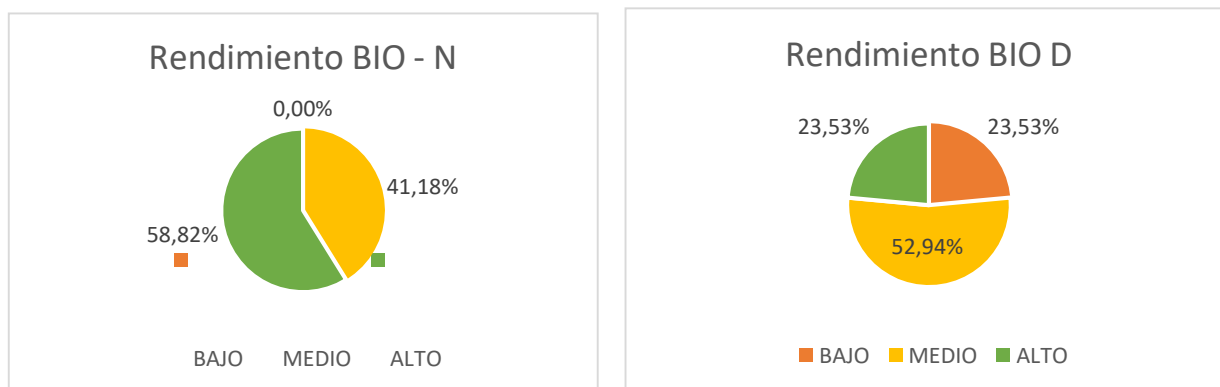 Rendimiento BIO - N
0,00%
41,18%
58,82%
BAJO MEDIO ALTO
Rendimiento BIO D
23,53%
23,53%
52,94%
BAJO MEDIO ALTO